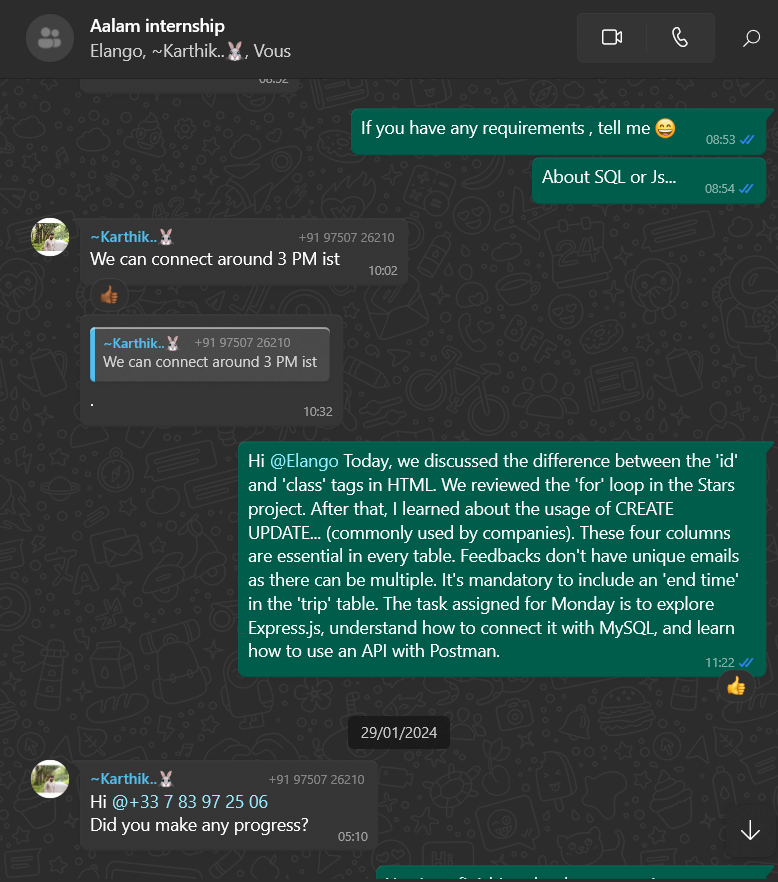 Aalam internship
Elango, ~Karthik..🐰, Vous
08:52
If you have any requirements , tell me 😄
08:53
About SQL or Js...
08:54
~Karthik..🐰 +91 97507 26210
We can connect around 3 PM ist
10:02
~Karthik..🐰 +91 97507 26210
We can connect around 3 PM ist
.
10:32
Hi @Elango Today, we discussed the difference between the 'id'
and 'class' tags in HTML. We reviewed the 'for' loop in the Stars
project. After that, I learned about the usage of CREATE
UPDATE... (commonly used by companies). These four columns
are essential in every table. Feedbacks don't have unique emails
as there can be multiple. It's mandatory to include an 'end time'
in the 'trip' table. The task assigned for Monday is to explore
Express.js, understand how to connect it with MySQL, and learn
how to use an API with Postman.
11:22
29/01/2024
~Karthik..🐰 +91 97507 26210
Hi @+33 7 83 97 25 06
Did you make any progress?
05:10